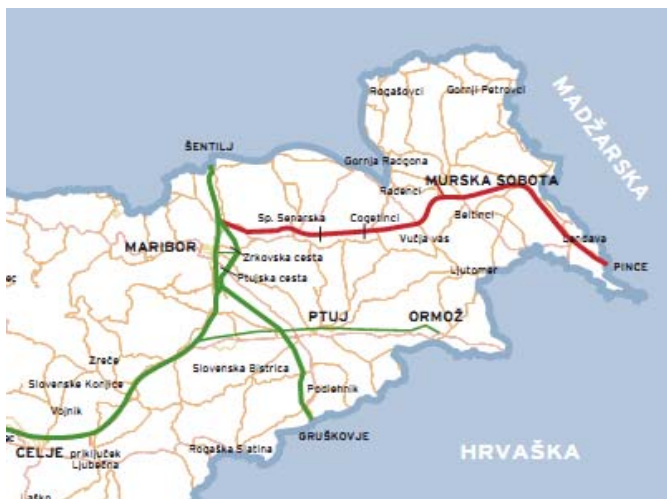 Rogašovci
Gornji Petrovci
MADŽARSKA
ŠENTILJ
Gornja Radgona
MURSKA SOBOTA
Radenci
Sp. Senarska
Cogetinci
Beltinci
Vučja vas
Lendava
MARIBOR
Zrkovska cesta
PINCE
Ljutomer
Ptujska cesta
PTUJ
ORMOŽ
Zreče
Slovenska Bistrica
Slovenske Konjice
Podlehnik
Vojnik
GRUŠKOVJE
CELJE
priključek
Ljubečna
Rogaška Slatina
HRVAŠKA
Laško